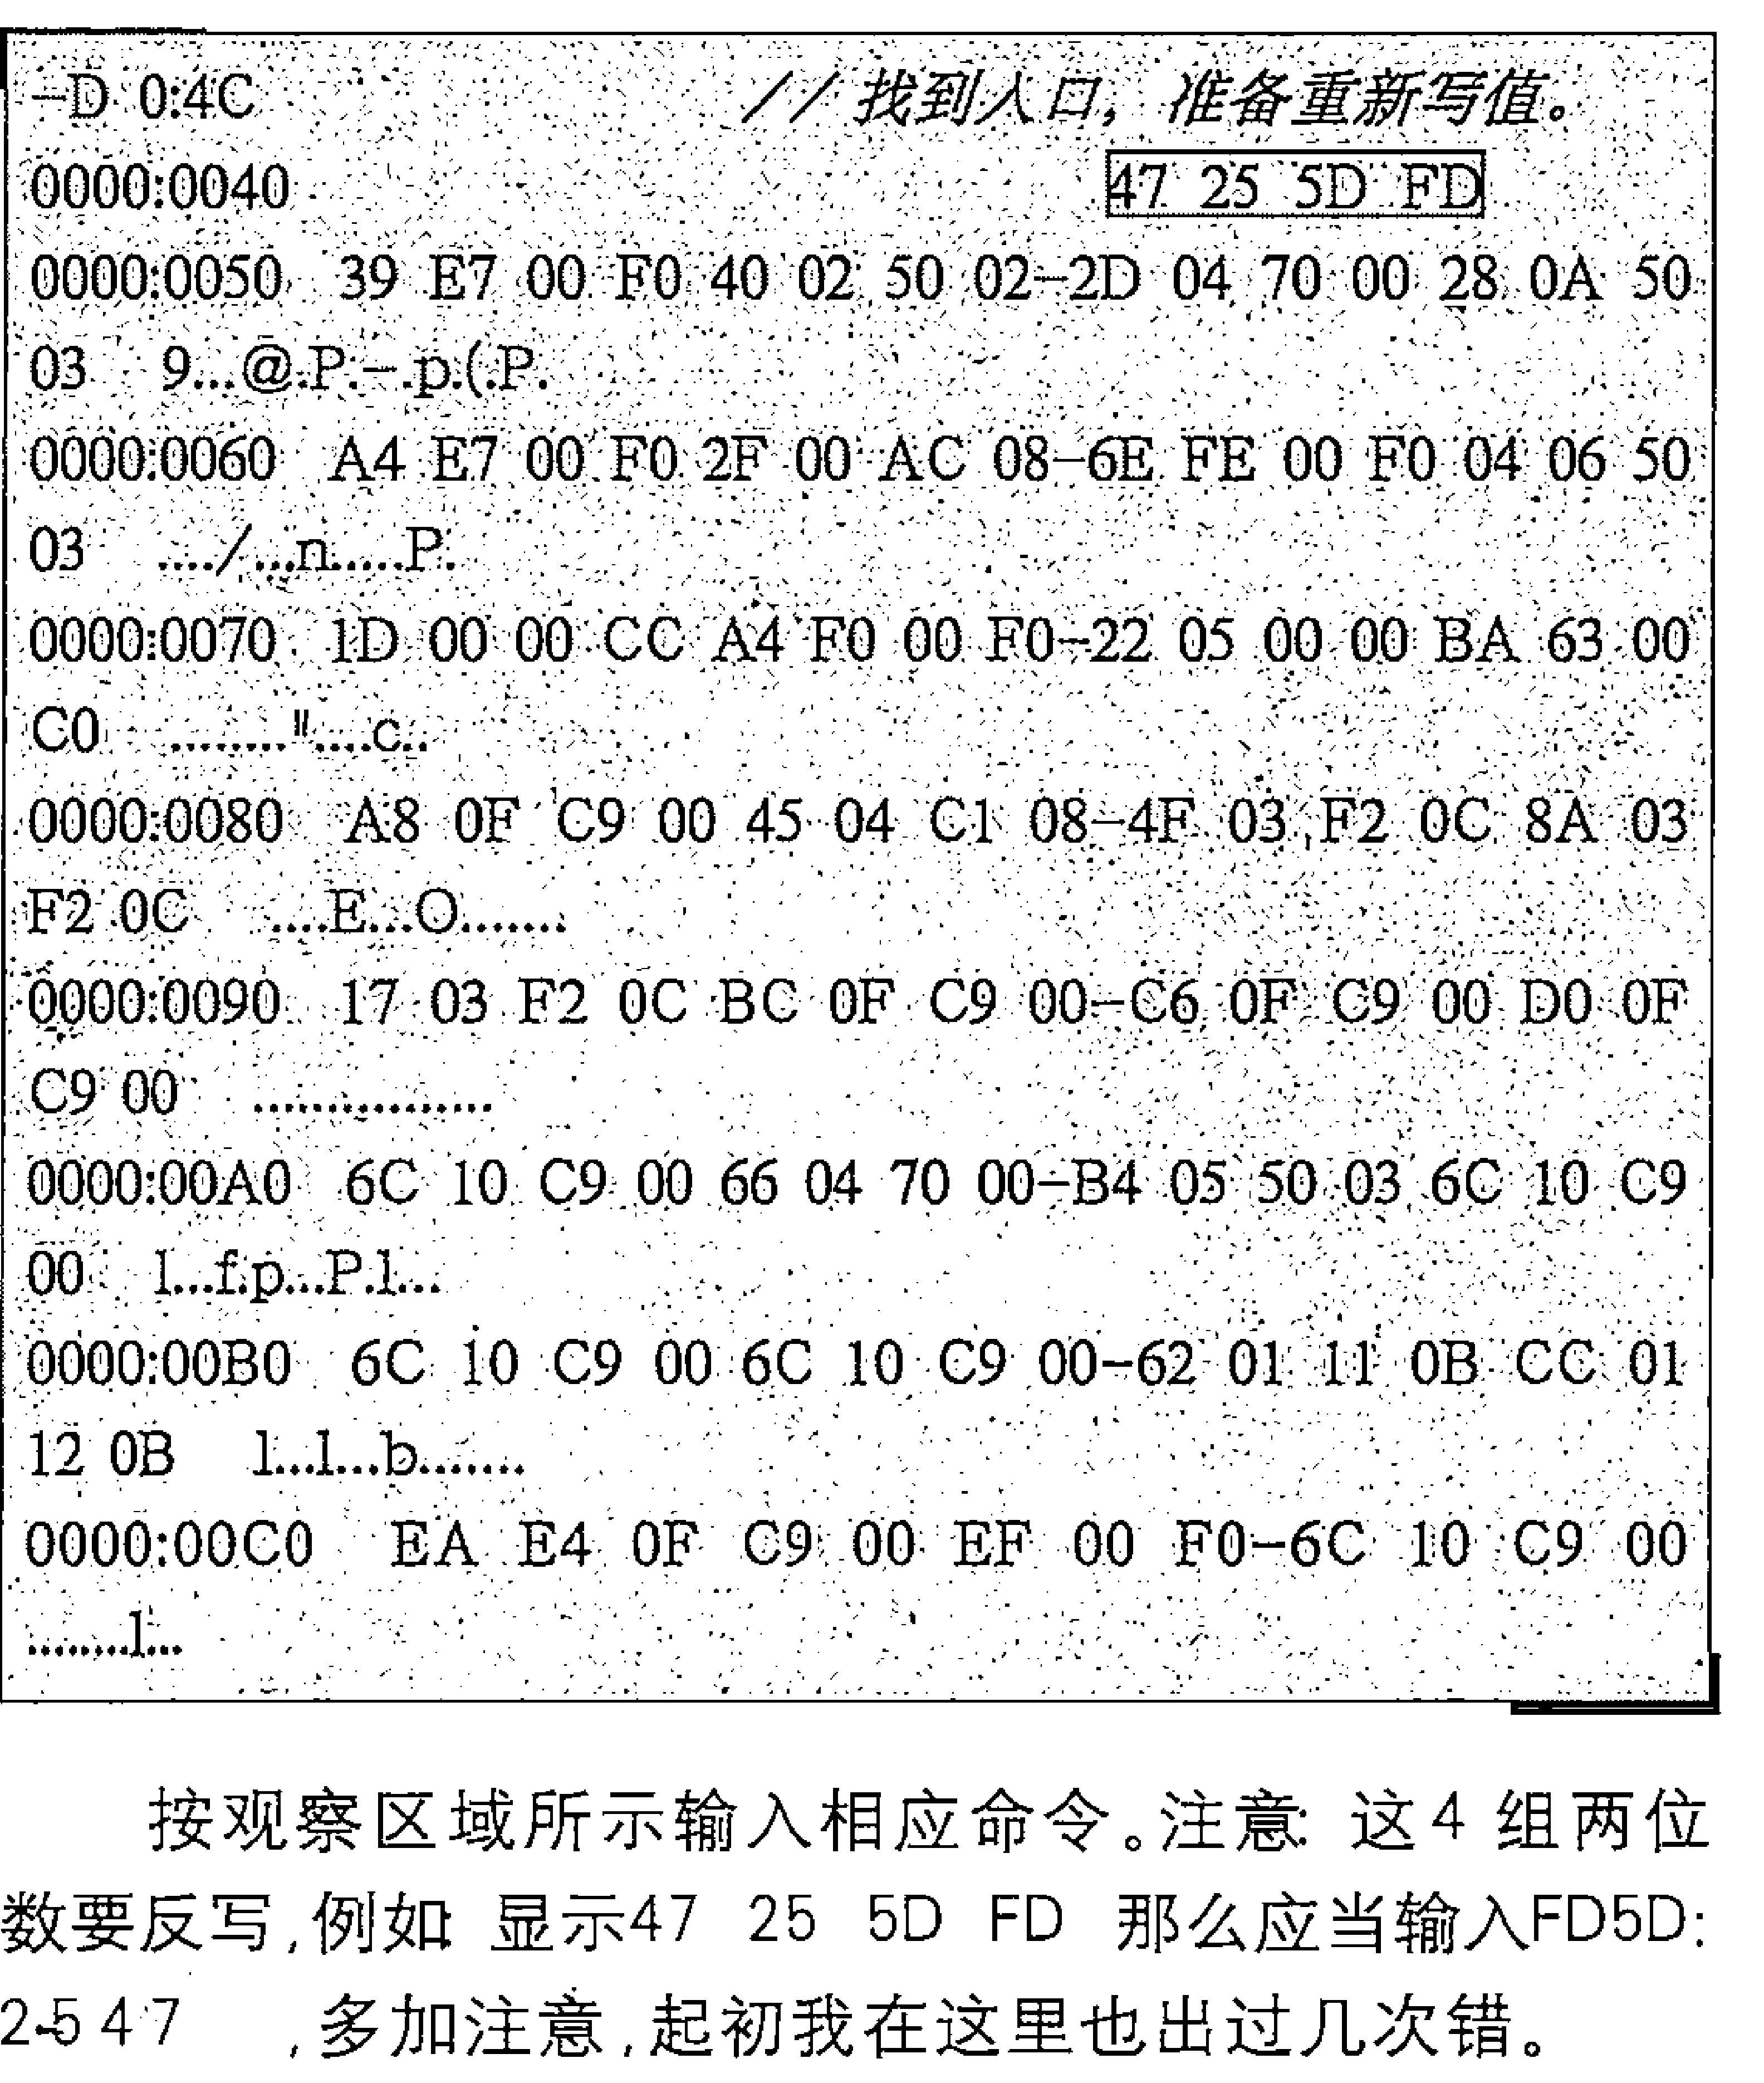 -D 0:4C // 找到入口，准备重新写值。
0000:0040 47 25 5D FD
0000:0050 39 E7 00 F0 40 02 50 02-2D 04 70 00 28 0A 50
03 9...@.P.-.p.(.P.
0000:0060 A4 E7 00 F0 2F 00 AC 08-6E FE 00 F0 04 06 50
03 ..../...n.....P.
0000:0070 1D 00 00 CC A4 F0 00 F0-22 05 00 00 BA 63 00
C0 ........"....c..
0000:0080 A8 0F C9 00 45 04 C1 08-4F 03 F2 0C 8A 03
F2 0C ....E...O.......
0000:0090 17 03 F2 0C BC 0F C9 00-C6 0F C9 00 D0 0F
C9 00 ................
0000:00A0 6C 10 C9 00 66 04 70 00-B4 05 50 03 6C 10 C9
00 l...f.p...P.l...
0000:00B0 6C 10 C9 00 6C 10 C9 00-62 01 11 0B CC 01
12 0B l...l...b.......
0000:00C0 EA E4 0F C9 00 EF 00 F0-6C 10 C9 00
........l...
按观察区域所示输入相应命令。注意: 这4 组两位
数要反写,例如: 显示47 25 5D FD 那么应当输入FD5D:
2547 ,多加注意,起初我在这里也出过几次错。